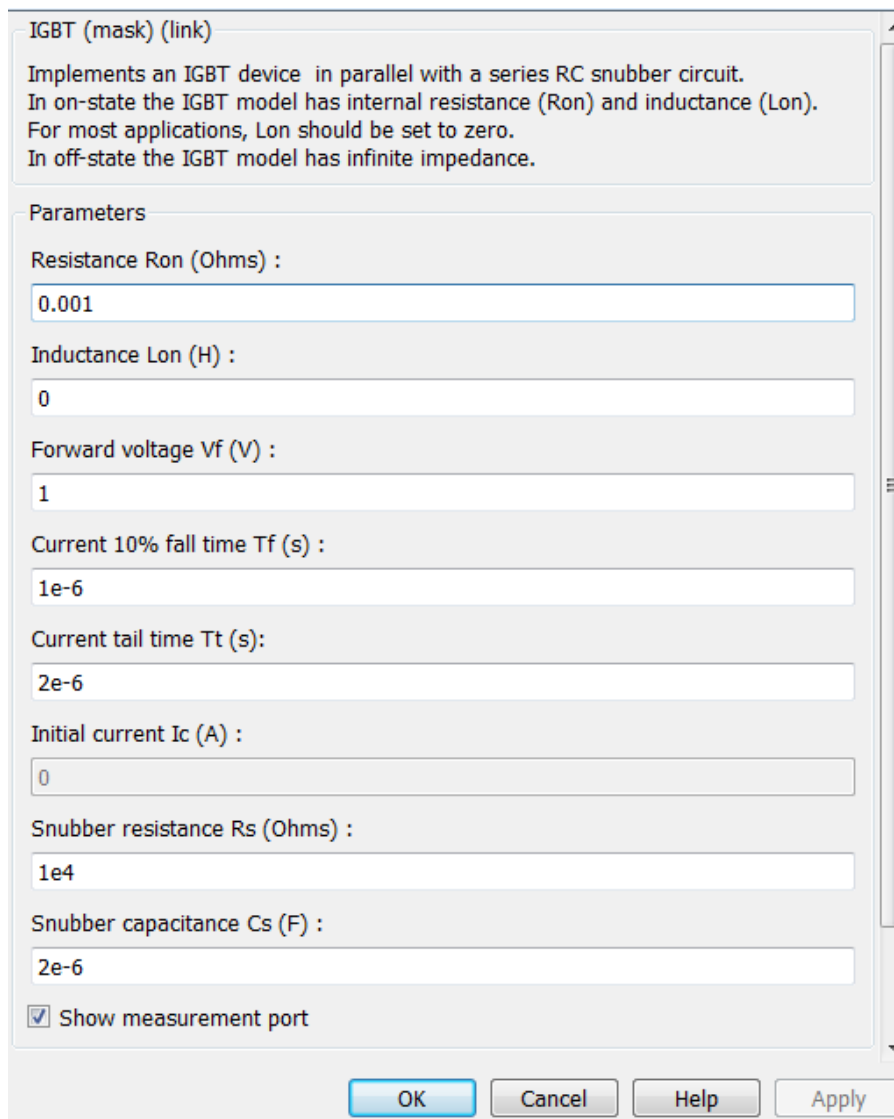 IGBT (mask) (link)
Implements an IGBT device in parallel with a series RC snubber circuit.
In on-state the IGBT model has internal resistance (Ron) and inductance (Lon).
For most applications, Lon should be set to zero.
In off-state the IGBT model has infinite impedance.
Parameters
Resistance Ron (Ohms) :
0.001
Inductance Lon (H) :
0
Forward voltage Vf (V) :
1
Current 10% fall time Tf (s) :
1e-6
Current tail time Tt (s):
2e-6
Initial current Ic (A) :
0
Snubber resistance Rs (Ohms) :
1e4
Snubber capacitance Cs (F) :
2e-6
Show measurement port
OK Cancel Help Apply